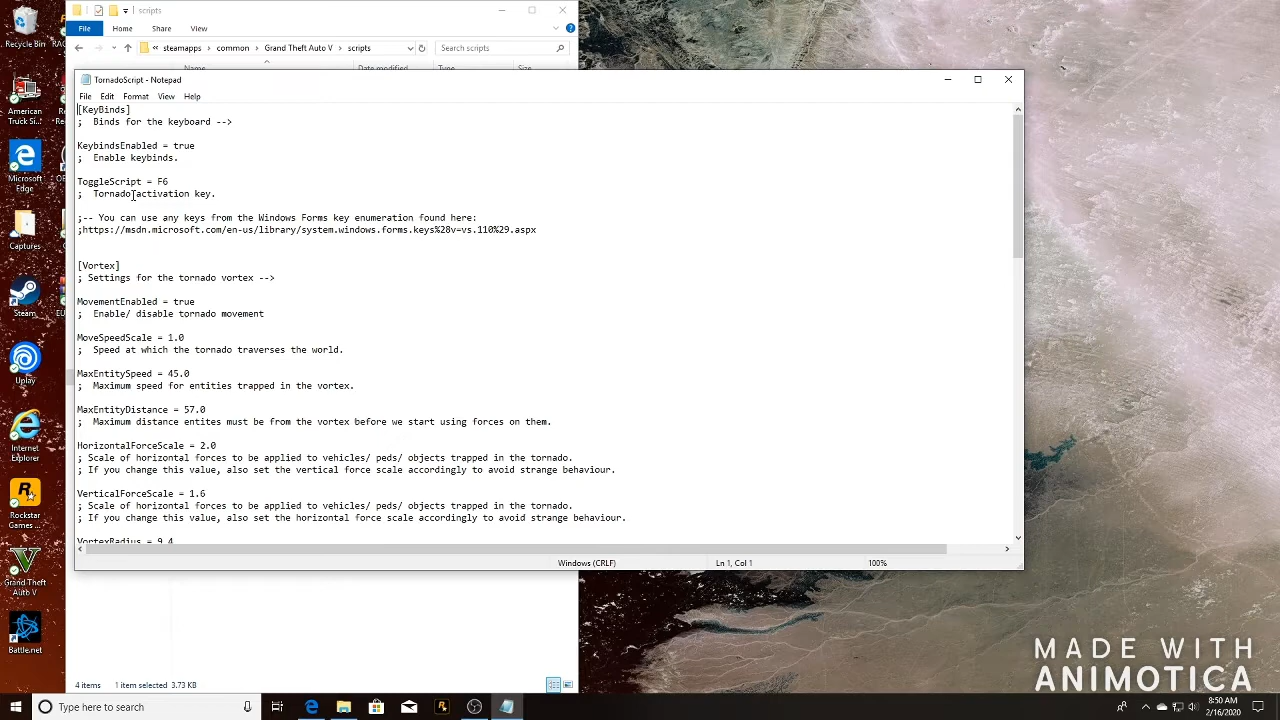 scripts
File
Home
Share
View
steamapps
common
Grand Theft Auto V
scripts
Search scripts
Name
Date modified
Type
Size
TornadoScript - Notepad
File Edit Format View Help
[KeyBinds]
;  Binds for the keyboard -->
KeybindsEnabled = true
;  Enable keybinds.
ToggleScript = F6
;  Tornado activation key.
;-- You can use any keys from the Windows Forms key enumeration found here:
;https://msdn.microsoft.com/en-us/library/system.windows.forms.keys%28v=vs.110%29.aspx
[Vortex]
; Settings for the tornado vortex -->
MovementEnabled = true
;  Enable/ disable tornado movement
MoveSpeedScale = 1.0
;  Speed at which the tornado traverses the world.
MaxEntitySpeed = 45.0
;  Maximum speed for entities trapped in the vortex.
MaxEntityDistance = 57.0
;  Maximum distance entites must be from the vortex before we start using forces on them.
HorizontalForceScale = 2.0
; Scale of horizontal forces to be applied to vehicles/ peds/ objects trapped in the tornado.
; If you change this value, also set the vertical force scale accordingly to avoid strange behaviour.
VerticalForceScale = 1.6
; Scale of horizontal forces to be applied to vehicles/ peds/ objects trapped in the tornado.
; If you change this value, also set the horizontal force scale accordingly to avoid strange behaviour.
VortexRadius = 9.4
Windows (CRLF)
Ln 1, Col 1
100%
4 items
1 item selected 3.73 KB
Recycle Bin
American
Truck Si...
Microsoft
Edge
Captures
Steam
Uplay
Internet
Explorer
Rockstar
Games ...
Grand Theft
Auto V
Battle.net
MADE WITH
ANIMOTICA
Type here to search
8:50 AM
2/16/2020